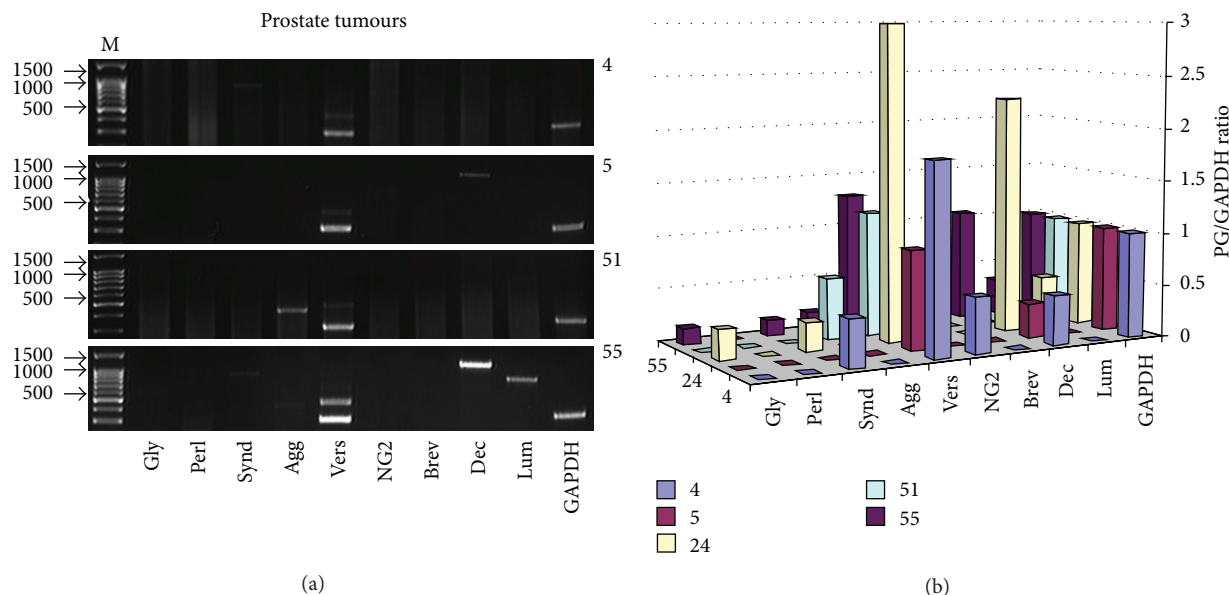 Prostate tumours
M
1500
1000
500
4
1500
1000
500
5
1500
1000
500
51
1500
1000
500
55
Gly
Perl
Synd
Agg
Vers
NG2
Brev
Dec
Lum
GAPDH
(a)
3
2.5
2
1.5
1
0.5
0
PG/GAPDH ratio
55
24
4
Gly
Perl
Synd
Agg
Vers
NG2
Brev
Dec
Lum
GAPDH
4
5
24
51
55
(b)